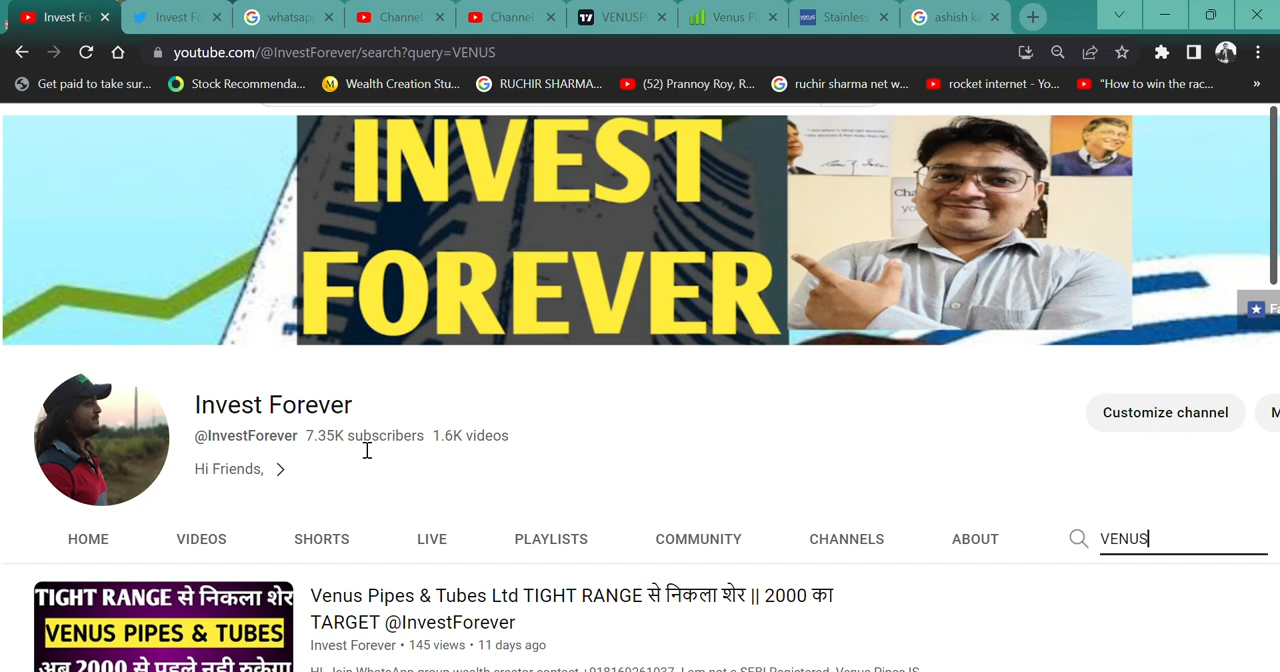 Invest Fo
Invest Fo
whatsap
Channel
Channel
VENUSP
Venus P
Stainles
ashish k
youtube.com/@InvestForever/search?query=VENUS
Get paid to take sur...
Stock Recommenda...
Wealth Creation Stu...
RUCHIR SHARMA...
(52) Prannoy Roy, R...
ruchir sharma net w...
rocket internet - Yo...
"How to win the rac...
»
INVEST
FOREVER
Invest Forever
@InvestForever 7.35K subscribers 1.6K videos
Customize channel
M
Hi Friends,
HOME VIDEOS SHORTS LIVE PLAYLISTS COMMUNITY CHANNELS ABOUT VENUS
TIGHT RANGE से निकला शेर
VENUS PIPES & TUBES
अब 2000 से पहले नही रुकेगा
Venus Pipes & Tubes Ltd TIGHT RANGE से निकला शेर || 2000 का
TARGET @InvestForever
Invest Forever • 145 views • 11 days ago